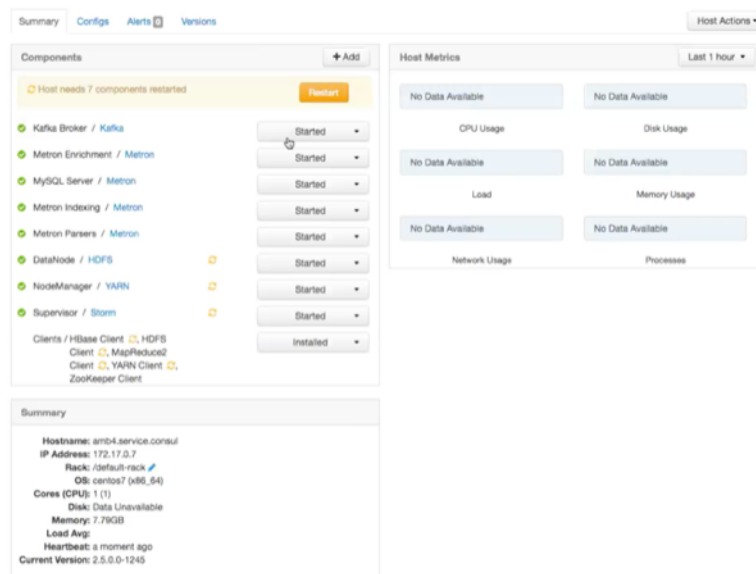 Summary Configs Alerts 0 Versions
Host Actions
Components
+ Add
Host needs 7 components restarted
Restart
Kafka Broker / Kafka
Started
Metron Enrichment / Metron
Started
MySQL Server / Metron
Started
Metron Indexing / Metron
Started
Metron Parsers / Metron
Started
DataNode / HDFS
Started
NodeManager / YARN
Started
Supervisor / Storm
Started
Clients / HBase Client , HDFS
Client , MapReduce2
Client , YARN Client ,
ZooKeeper Client
Installed
Host Metrics
Last 1 hour
No Data Available
CPU Usage
No Data Available
Disk Usage
No Data Available
Load
No Data Available
Memory Usage
No Data Available
Network Usage
No Data Available
Processes
Summary
Hostname: amb4.service.consul
IP Address: 172.17.0.7
Rack: /default-rack
OS: centos7 (x86_64)
Cores (CPU): 1 (1)
Disk: Data Unavailable
Memory: 7.79GB
Load Avg:
Heartbeat: a moment ago
Current Version: 2.5.0.0-1245